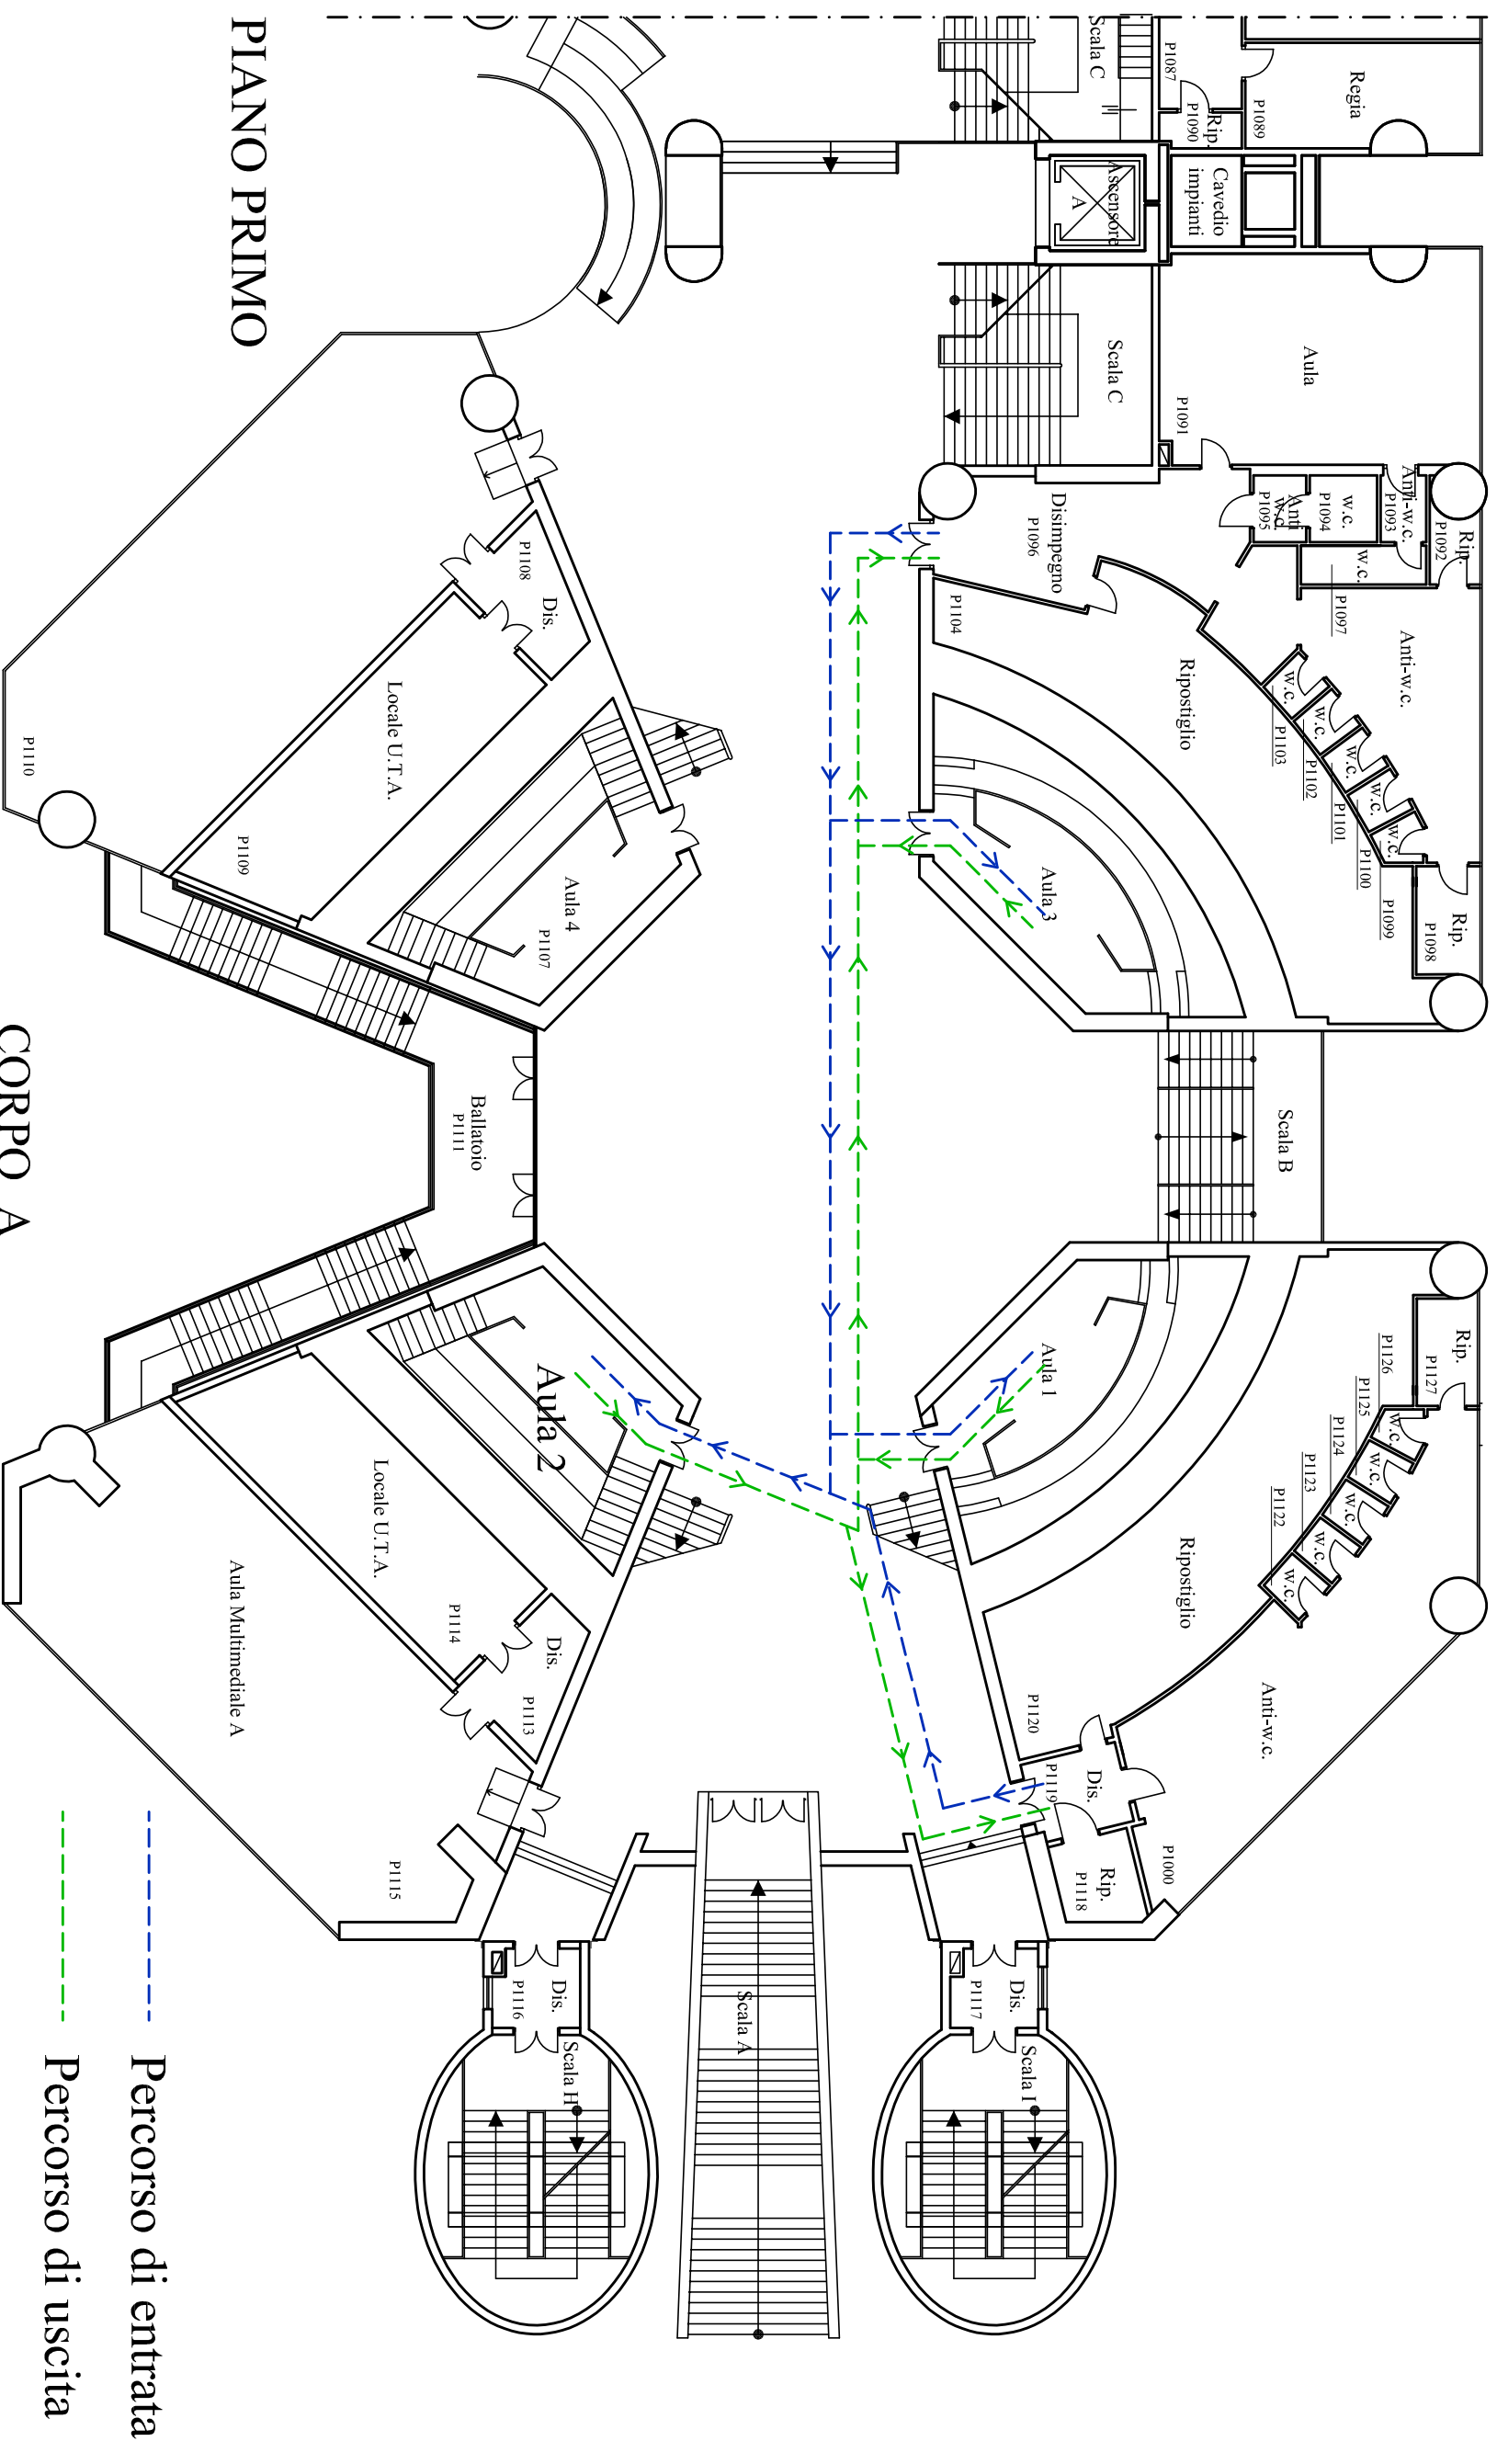 PIANO PRIMO
CORPO A
Percorso di entrata
Percorso di uscita
Regia
P1089
P1087
Rip.
P1090
Scala C
Cavedio
impianti
Ascensore
A
Aula
P1091
Scala C
Rip.
P1092
Anti-w.c.
P1093
w.c.
P1094
Anti
w.c.
P1095
w.c.
P1097
Disimpegno
P1096
Anti-w.c.
w.c.
P1103
w.c.
P1102
w.c.
P1101
w.c.
P1100
w.c.
P1099
Rip.
P1098
Ripostiglio
P1104
Aula 3
Scala B
Dis.
P1108
Locale U.T.A.
P1109
P1110
Aula 4
P1107
Ballatoio
P1111
Aula 1
Aula 2
Rip.
P1127
P1126
P1125
P1124
P1123
P1122
w.c.
w.c.
w.c.
w.c.
w.c.
Ripostiglio
Anti-w.c.
P1120
Dis.
P1119
P1000
Rip.
P1118
Locale U.T.A.
P1114
Dis.
P1113
Aula Multimediale A
P1115
Dis.
P1116
Scala H
Scala A
Dis.
P1117
Scala I